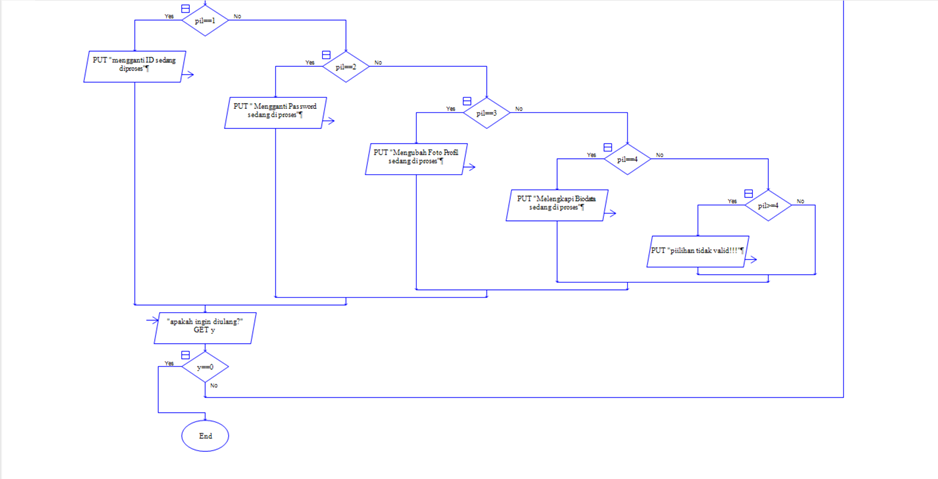 Yes
pil==1
No
PUT "mengganti ID sedang
diproses"¶
Yes
pil==2
No
PUT " Mengganti Password
sedang di proses"¶
Yes
pil==3
No
PUT "Mengubah Foto Profil
sedang di proses"¶
Yes
pil==4
No
PUT "Melengkapi Biodata
sedang di proses"¶
Yes
pil>=4
No
PUT "piilihan tidak valid!!!"¶
"apakah ingin diulang?"
GET y
Yes
y==0
No
End